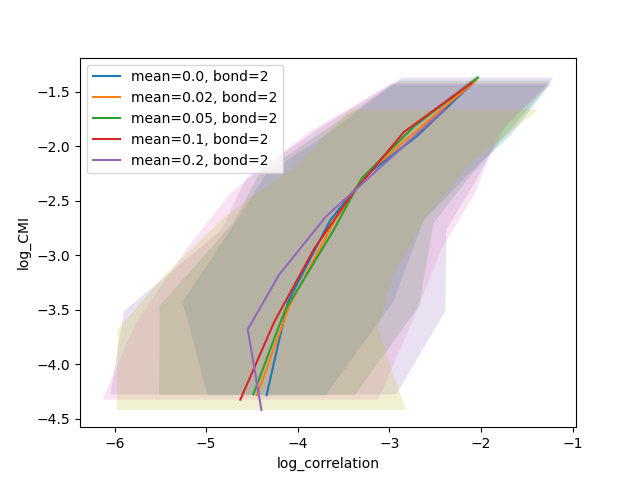 mean=0.0, bond=2
mean=0.02, bond=2
mean=0.05, bond=2
mean=0.1, bond=2
mean=0.2, bond=2
log_CMI
−1.5
−2.0
−2.5
−3.0
−3.5
−4.0
−4.5
−6 −5 −4 −3 −2 −1
log_correlation